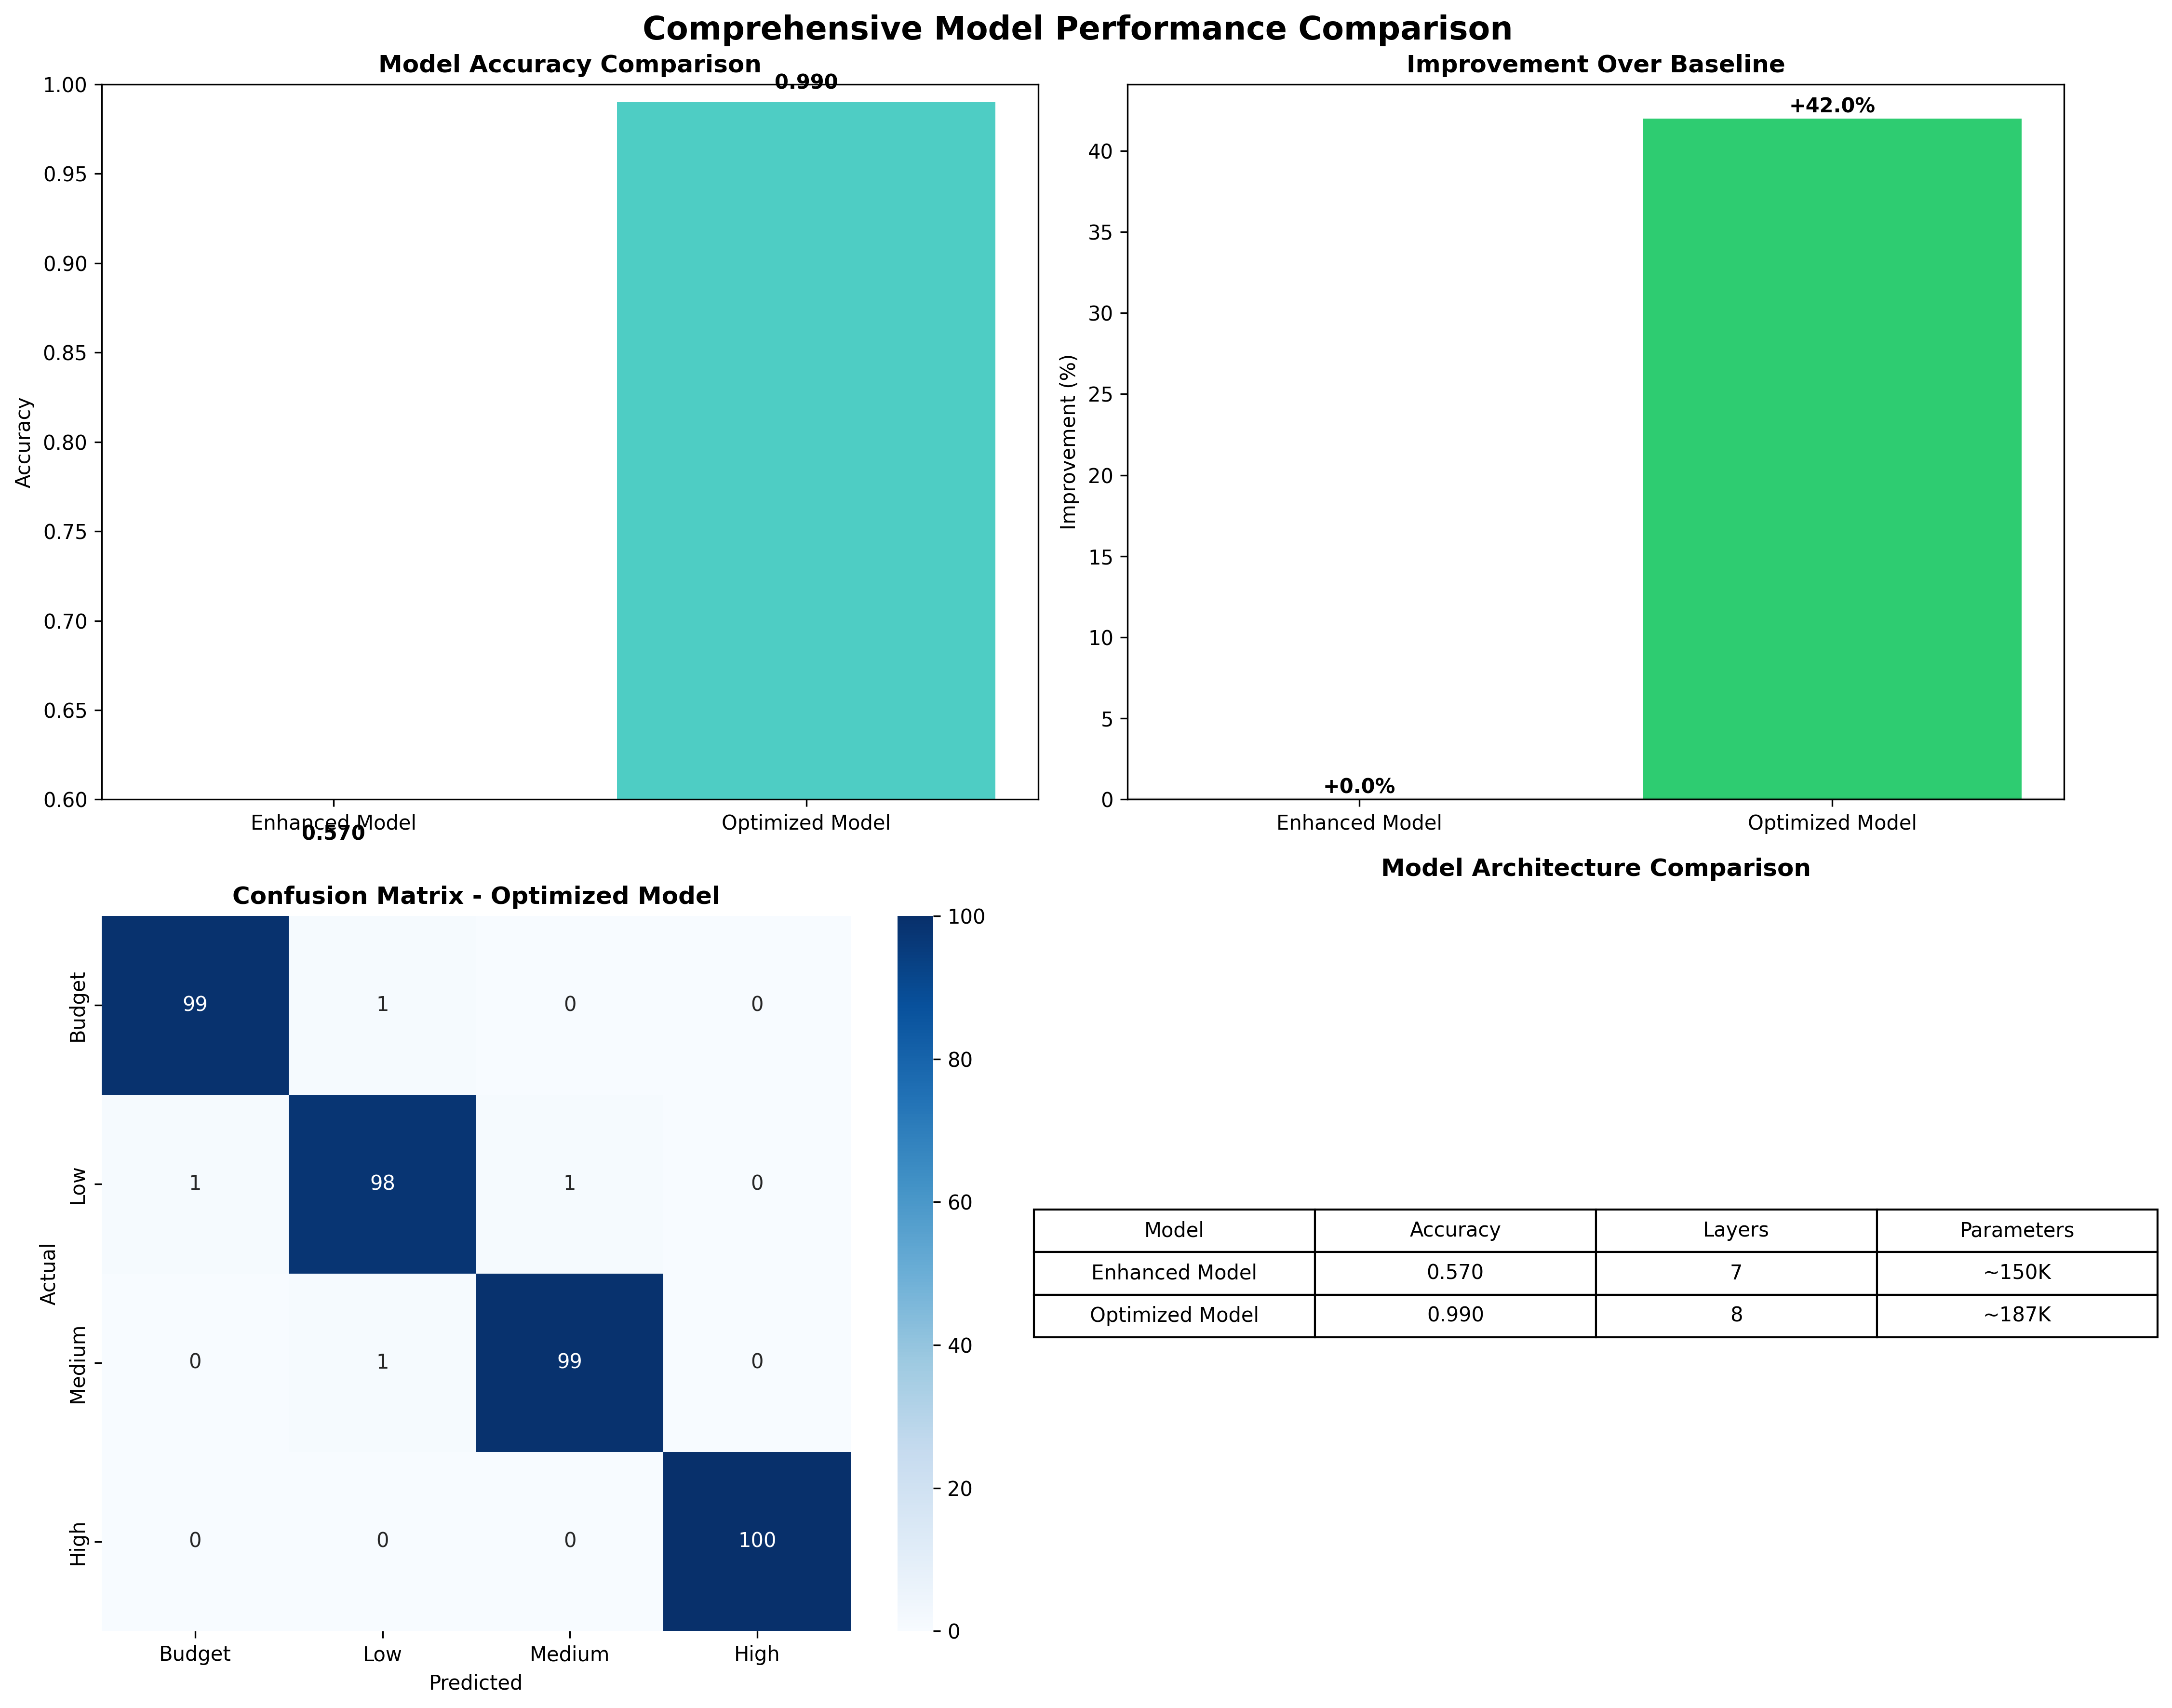 Comprehensive Model Performance Comparison
Model Accuracy Comparison
0.990
1.00
0.95
0.90
0.85
0.80
0.75
0.70
0.65
0.60
Accuracy
Enhanced Model
0.570
Optimized Model
Improvement Over Baseline
+42.0%
40
35
30
25
20
15
10
5
0
Improvement (%)
+0.0%
Enhanced Model
Optimized Model
Confusion Matrix - Optimized Model
Actual
Budget
99 1 0 0
Low
1 98 1 0
Medium
0 1 99 0
High
0 0 0 100
Budget Low Medium High
Predicted
100
80
60
40
20
0
Model Architecture Comparison
Model Accuracy Layers Parameters
Enhanced Model 0.570 7 ~150K
Optimized Model 0.990 8 ~187K